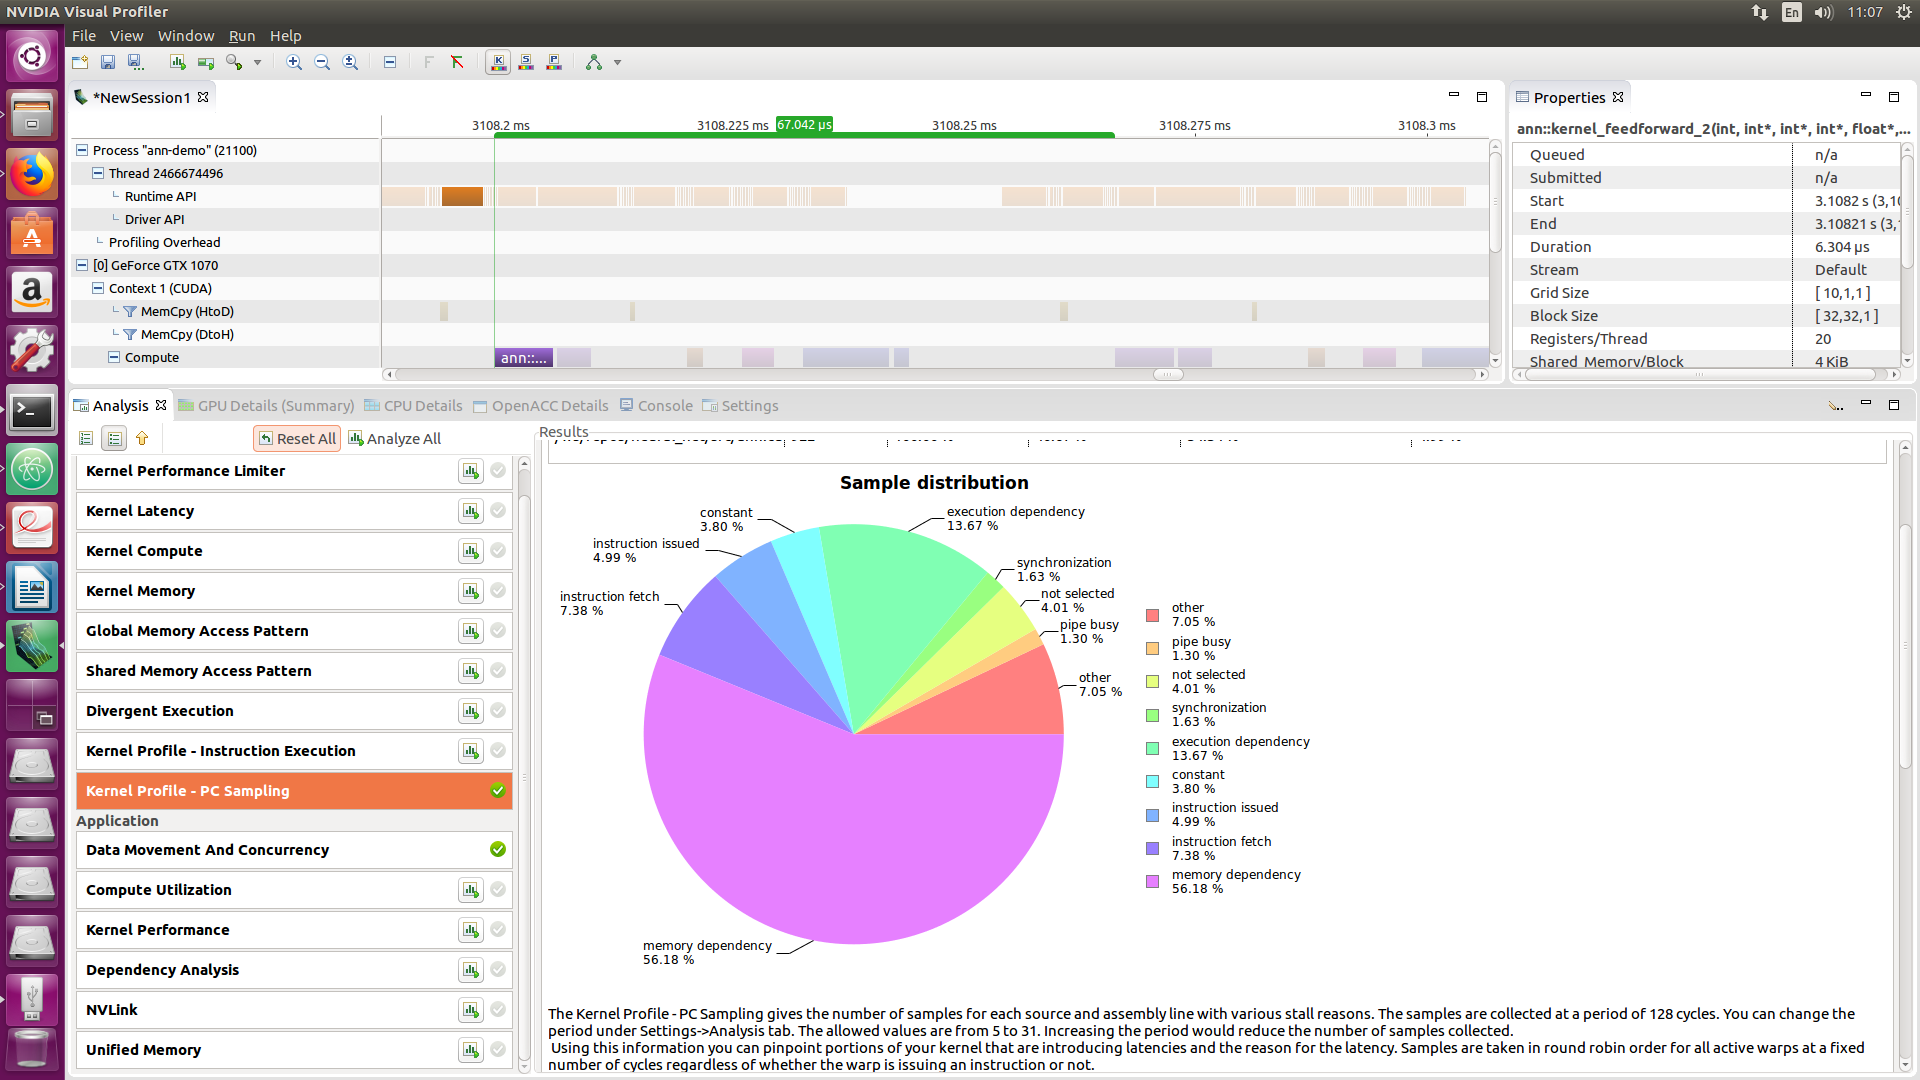 NVIDIA Visual Profiler
En
11:07
File View Window Run Help
K S P
*NewSession1
3108.2 ms
3108.225 ms
67.042 µs
3108.25 ms
3108.275 ms
3108.3 ms
Process "ann-demo" (21100)
Thread 2466674496
Runtime API
Driver API
Profiling Overhead
[0] GeForce GTX 1070
Context 1 (CUDA)
MemCpy (HtoD)
MemCpy (DtoH)
Compute
ann::...
Properties
ann::kernel_feedforward_2(int, int*, int*, int*, float*,...
Queued n/a
Submitted n/a
Start 3.1082 s (3,10
End 3.10821 s (3,
Duration 6.304 µs
Stream Default
Grid Size [ 10,1,1 ]
Block Size [ 32,32,1 ]
Registers/Thread 20
Shared Memory/Block 4 KiB
Analysis
GPU Details (Summary)
CPU Details
OpenACC Details
Console
Settings
Reset All
Analyze All
Kernel Performance Limiter
Kernel Latency
Kernel Compute
Kernel Memory
Global Memory Access Pattern
Shared Memory Access Pattern
Divergent Execution
Kernel Profile - Instruction Execution
Kernel Profile - PC Sampling
Application
Data Movement And Concurrency
Compute Utilization
Kernel Performance
Dependency Analysis
NVLink
Unified Memory
Results
Sample distribution
constant
3.80 %
execution dependency
13.67 %
instruction issued
4.99 %
synchronization
1.63 %
instruction fetch
7.38 %
not selected
4.01 %
pipe busy
1.30 %
other
7.05 %
memory dependency
56.18 %
other
7.05 %
pipe busy
1.30 %
not selected
4.01 %
synchronization
1.63 %
execution dependency
13.67 %
constant
3.80 %
instruction issued
4.99 %
instruction fetch
7.38 %
memory dependency
56.18 %
The Kernel Profile - PC Sampling gives the number of samples for each source and assembly line with various stall reasons. The samples are collected at a period of 128 cycles. You can change the
period under Settings->Analysis tab. The allowed values are from 5 to 31. Increasing the period would reduce the number of samples collected.
Using this information you can pinpoint portions of your kernel that are introducing latencies and the reason for the latency. Samples are taken in round robin order for all active warps at a fixed
number of cycles regardless of whether the warp is issuing an instruction or not.